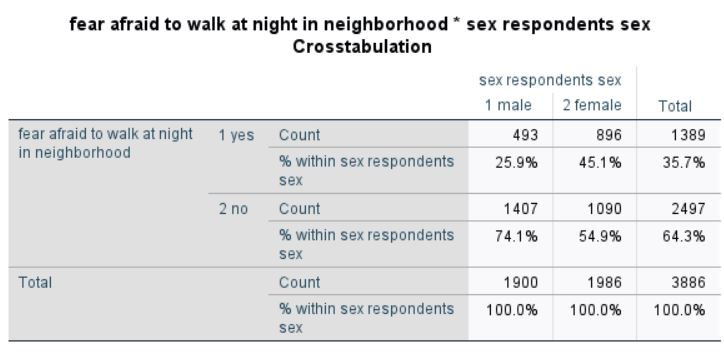 fear afraid to walk at night in neighborhood * sex respondents sex
Crosstabulation
sex respondents sex
1 male 2 female Total
fear afraid to walk at night in neighborhood 1 yes Count 493 896 1389
% within sex respondents sex 25.9% 45.1% 35.7%
2 no Count 1407 1090 2497
% within sex respondents sex 74.1% 54.9% 64.3%
Total Count 1900 1986 3886
% within sex respondents sex 100.0% 100.0% 100.0%